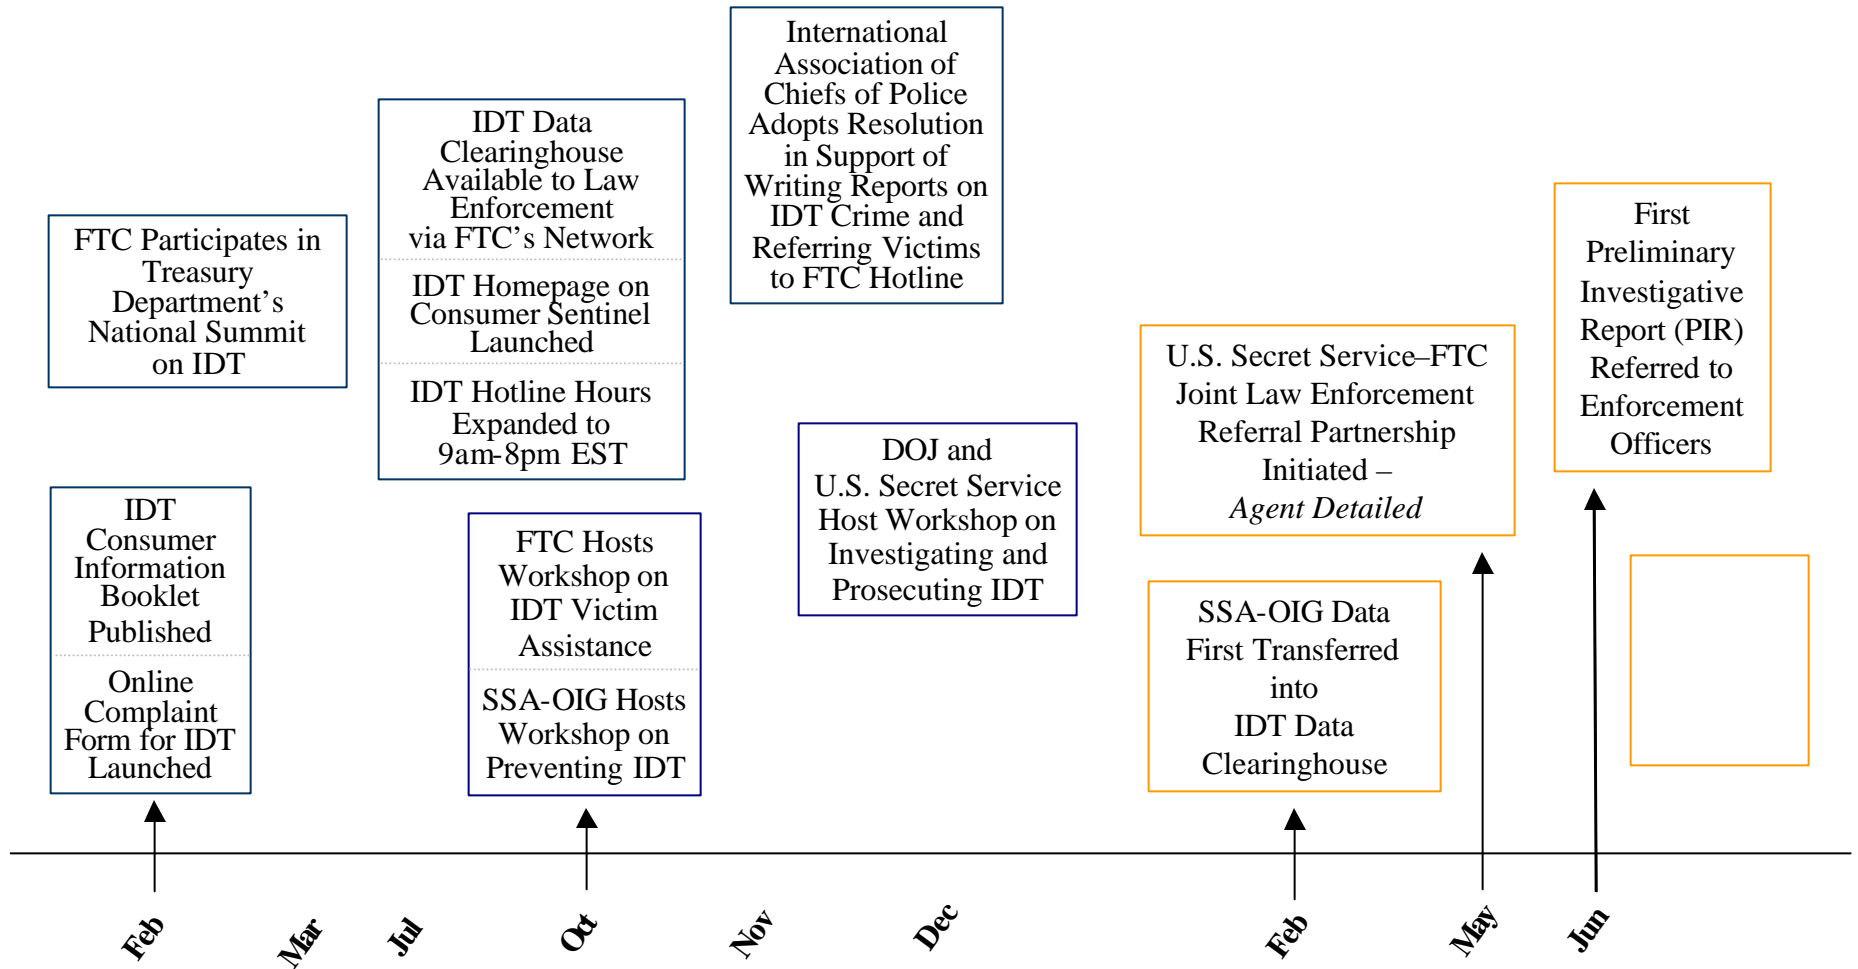 FTC Participates in
Treasury
Department’s
National Summit
on IDT
IDT
Consumer
Information
Booklet
Published
Online
Complaint
Form for IDT
Launched
IDT Data
Clearinghouse
Available to Law
Enforcement
via FTC’s Network
IDT Homepage on
Consumer Sentinel
Launched
IDT Hotline Hours
Expanded to
9am-8pm EST
FTC Hosts
Workshop on
IDT Victim
Assistance
SSA-OIG Hosts
Workshop on
Preventing IDT
International
Association of
Chiefs of Police
Adopts Resolution
in Support of
Writing Reports on
IDT Crime and
Referring Victims
to FTC Hotline
DOJ and
U.S. Secret Service
Host Workshop on
Investigating and
Prosecuting IDT
U.S. Secret Service–FTC
Joint Law Enforcement
Referral Partnership
Initiated –
Agent Detailed
SSA-OIG Data
First Transferred
into
IDT Data
Clearinghouse
First
Preliminary
Investigative
Report (PIR)
Referred to
Enforcement
Officers
Feb
Mar
Jul
Oct
Nov
Dec
Feb
May
Jun